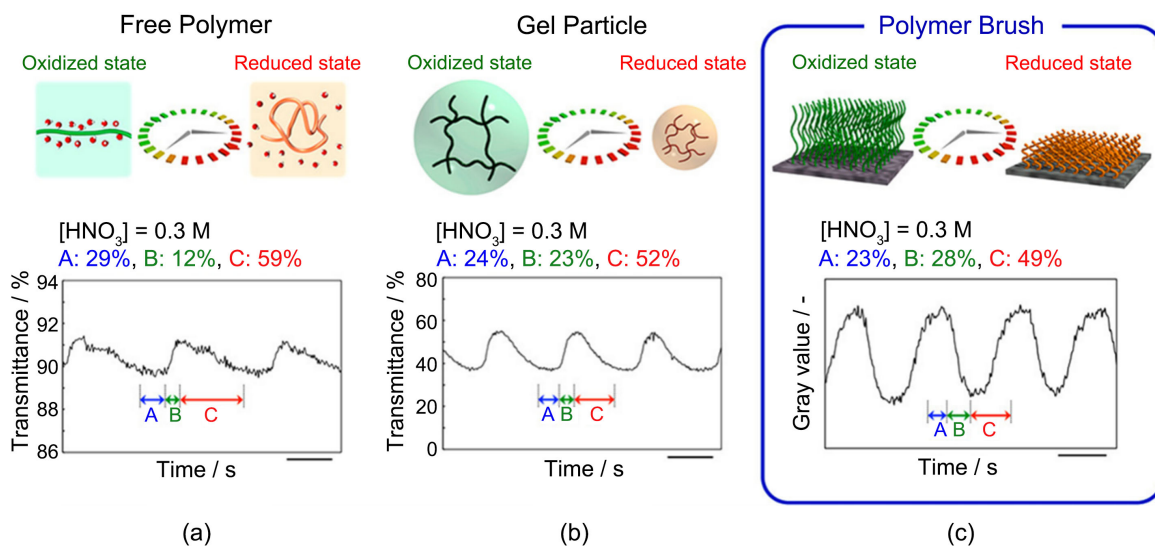 Free Polymer
Oxidized state
Reduced state
[HNO₃] = 0.3 M
A: 29%, B: 12%, C: 59%
Transmittance / %
94
92
90
88
86
A
B
C
Time / s
(a)
Gel Particle
Oxidized state
Reduced state
[HNO₃] = 0.3 M
A: 24%, B: 23%, C: 52%
Transmittance / %
80
60
40
20
0
A
B
C
Time / s
(b)
Polymer Brush
Oxidized state
Reduced state
[HNO₃] = 0.3 M
A: 23%, B: 28%, C: 49%
Gray value / -
A
B
C
Time / s
(c)